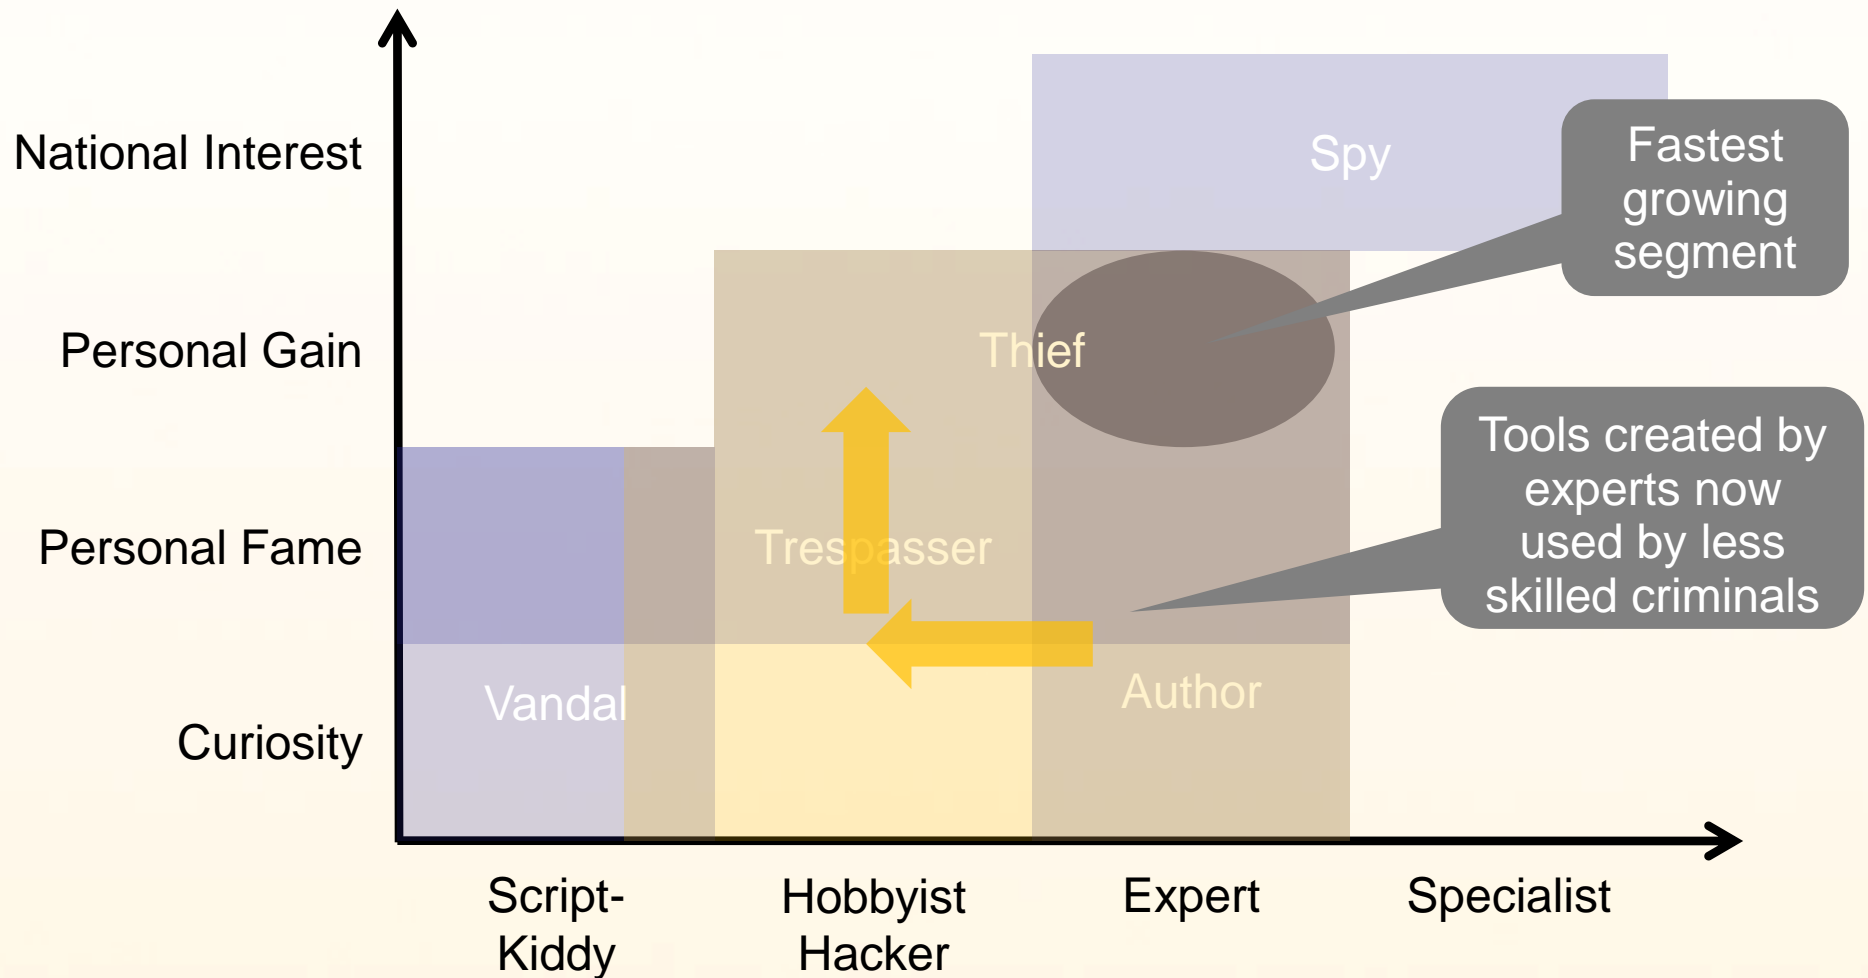 National Interest
Spy
Fastest
growing
segment
Personal Gain
Thief
Tools created by
experts now
used by less
skilled criminals
Personal Fame
Trespasser
Vandal
Author
Curiosity
Script-
Kiddy
Hobbyist
Hacker
Expert
Specialist